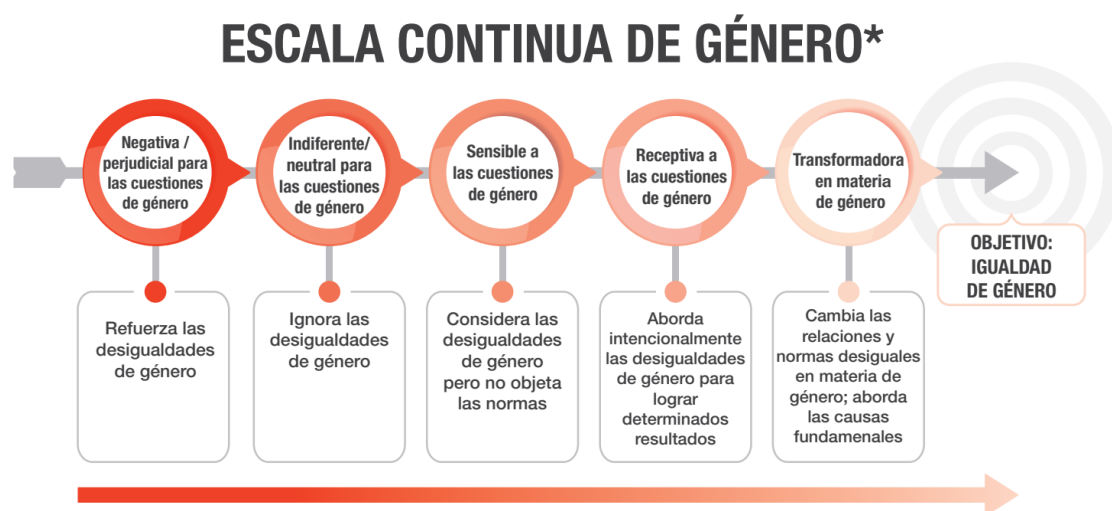 ESCALA CONTINUA DE GÉNERO*
Negativa /
perjudicial para
las cuestiones
de género
Indiferente/
neutral para
las cuestiones
de género
Sensible a
las cuestiones
de género
Receptiva a
las cuestiones
de género
Transformadora
en materia
de género
OBJETIVO:
IGUALDAD
DE GÉNERO
Refuerza las
desigualdades
de género
Ignora las
desigualdades
de género
Considera las
desigualdades
de género
pero no objeta
las normas
Aborda
intencionalmente
las desigualdades
de género para
lograr
determinados
resultados
Cambia las
relaciones y
normas desiguales
en materia de
género; aborda
las causas
fundamenales